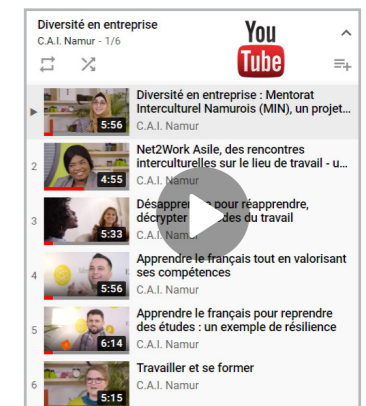 Diversité en entreprise
C.A.I. Namur - 1/6
You
Tube
5:56
Diversité en entreprise : Mentorat
Interculturel Namurois (MIN), un projet...
C.A.I. Namur
2
4:55
Net2Work Asile, des rencontres
interculturelles sur le lieu de travail - u...
C.A.I. Namur
3
5:33
Désapprendre pour réapprendre,
décrypter des du travail
C.A.I. Namur
4
5:56
Apprendre le français tout en valorisant
ses compétences
C.A.I. Namur
5
6:14
Apprendre le français pour reprendre
des études : un exemple de résilience
C.A.I. Namur
6
5:15
Travailler et se former
C.A.I. Namur